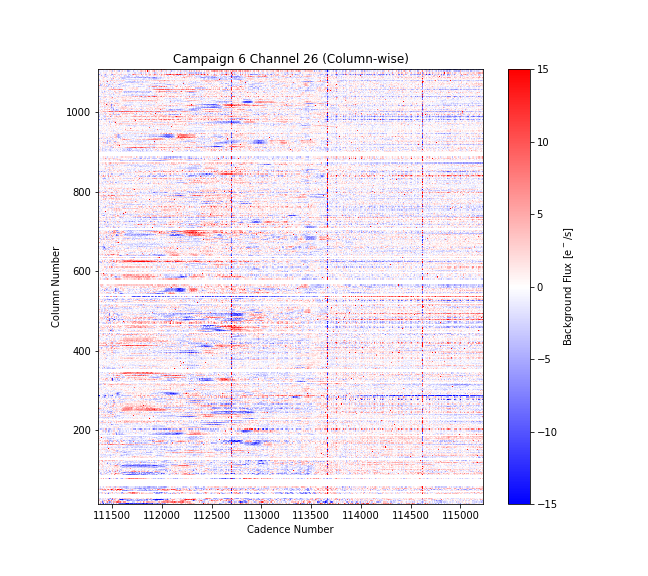 Campaign 6 Channel 26 (Column-wise)
1000
800
600
400
200
Column Number
111500 112000 112500 113000 113500 114000 114500 115000
Cadence Number
15
10
5
0
−5
−10
−15
Background Flux [e⁻/s]